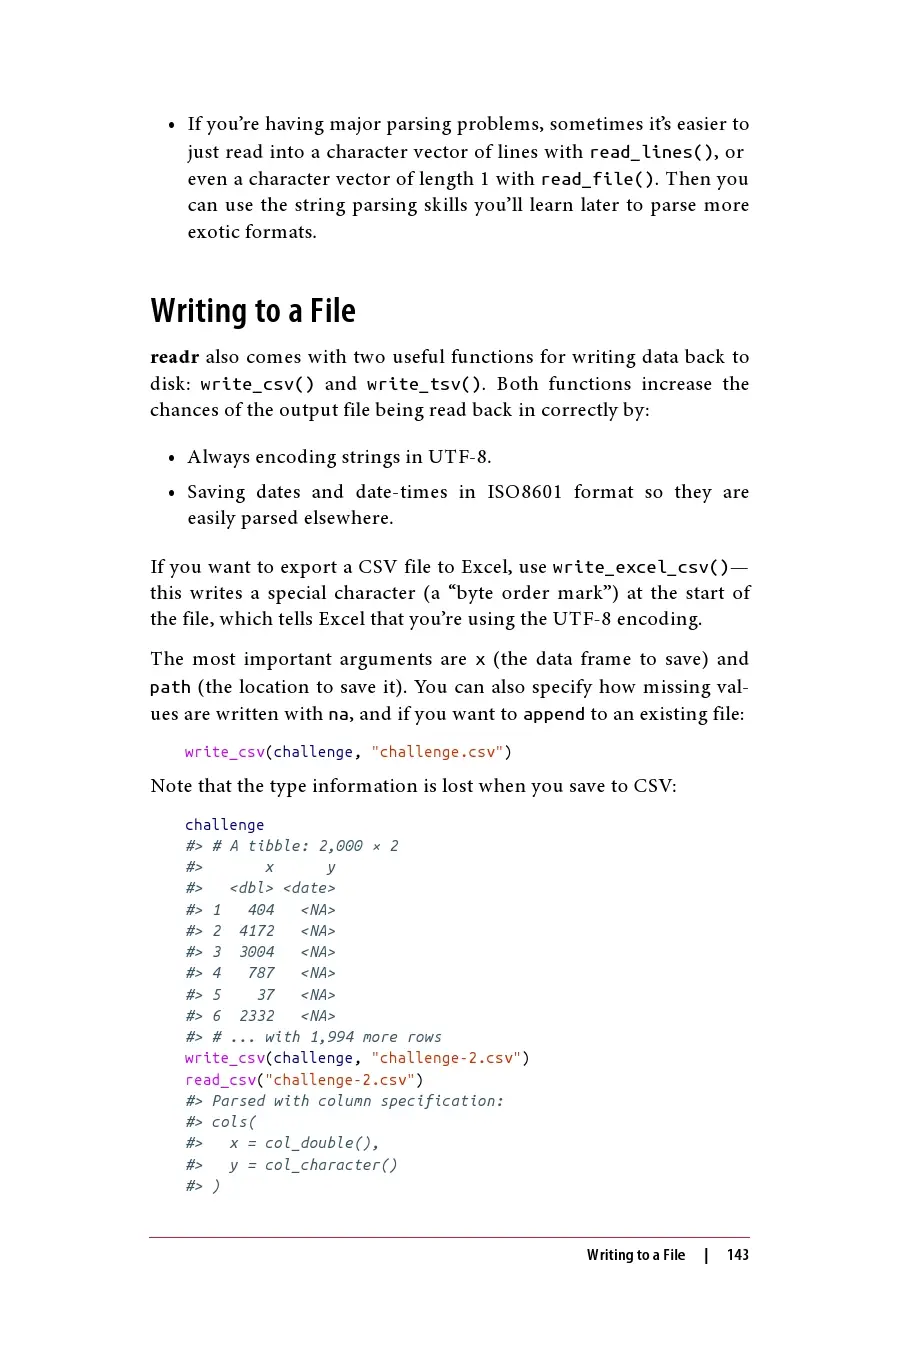 • If you’re having major parsing problems, sometimes it’s easier to
just read into a character vector of lines with read_lines(), or
even a character vector of length 1 with read_file(). Then you
can use the string parsing skills you’ll learn later to parse more
exotic formats.
Writing to a File
readr also comes with two useful functions for writing data back to
disk: write_csv() and write_tsv(). Both functions increase the
chances of the output file being read back in correctly by:
• Always encoding strings in UTF-8.
• Saving dates and date-times in ISO8601 format so they are
easily parsed elsewhere.
If you want to export a CSV file to Excel, use write_excel_csv()—
this writes a special character (a “byte order mark”) at the start of
the file, which tells Excel that you’re using the UTF-8 encoding.
The most important arguments are x (the data frame to save) and
path (the location to save it). You can also specify how missing val-
ues are written with na, and if you want to append to an existing file:
write_csv(challenge, "challenge.csv")
Note that the type information is lost when you save to CSV:
challenge
#> # A tibble: 2,000 × 2
#>       x      y
#>   <dbl> <date>
#> 1   404   <NA>
#> 2  4172   <NA>
#> 3  3004   <NA>
#> 4   787   <NA>
#> 5    37   <NA>
#> 6  2332   <NA>
#> # ... with 1,994 more rows
write_csv(challenge, "challenge-2.csv")
read_csv("challenge-2.csv")
#> Parsed with column specification:
#> cols(
#>   x = col_double(),
#>   y = col_character()
#> )
Writing to a File | 143